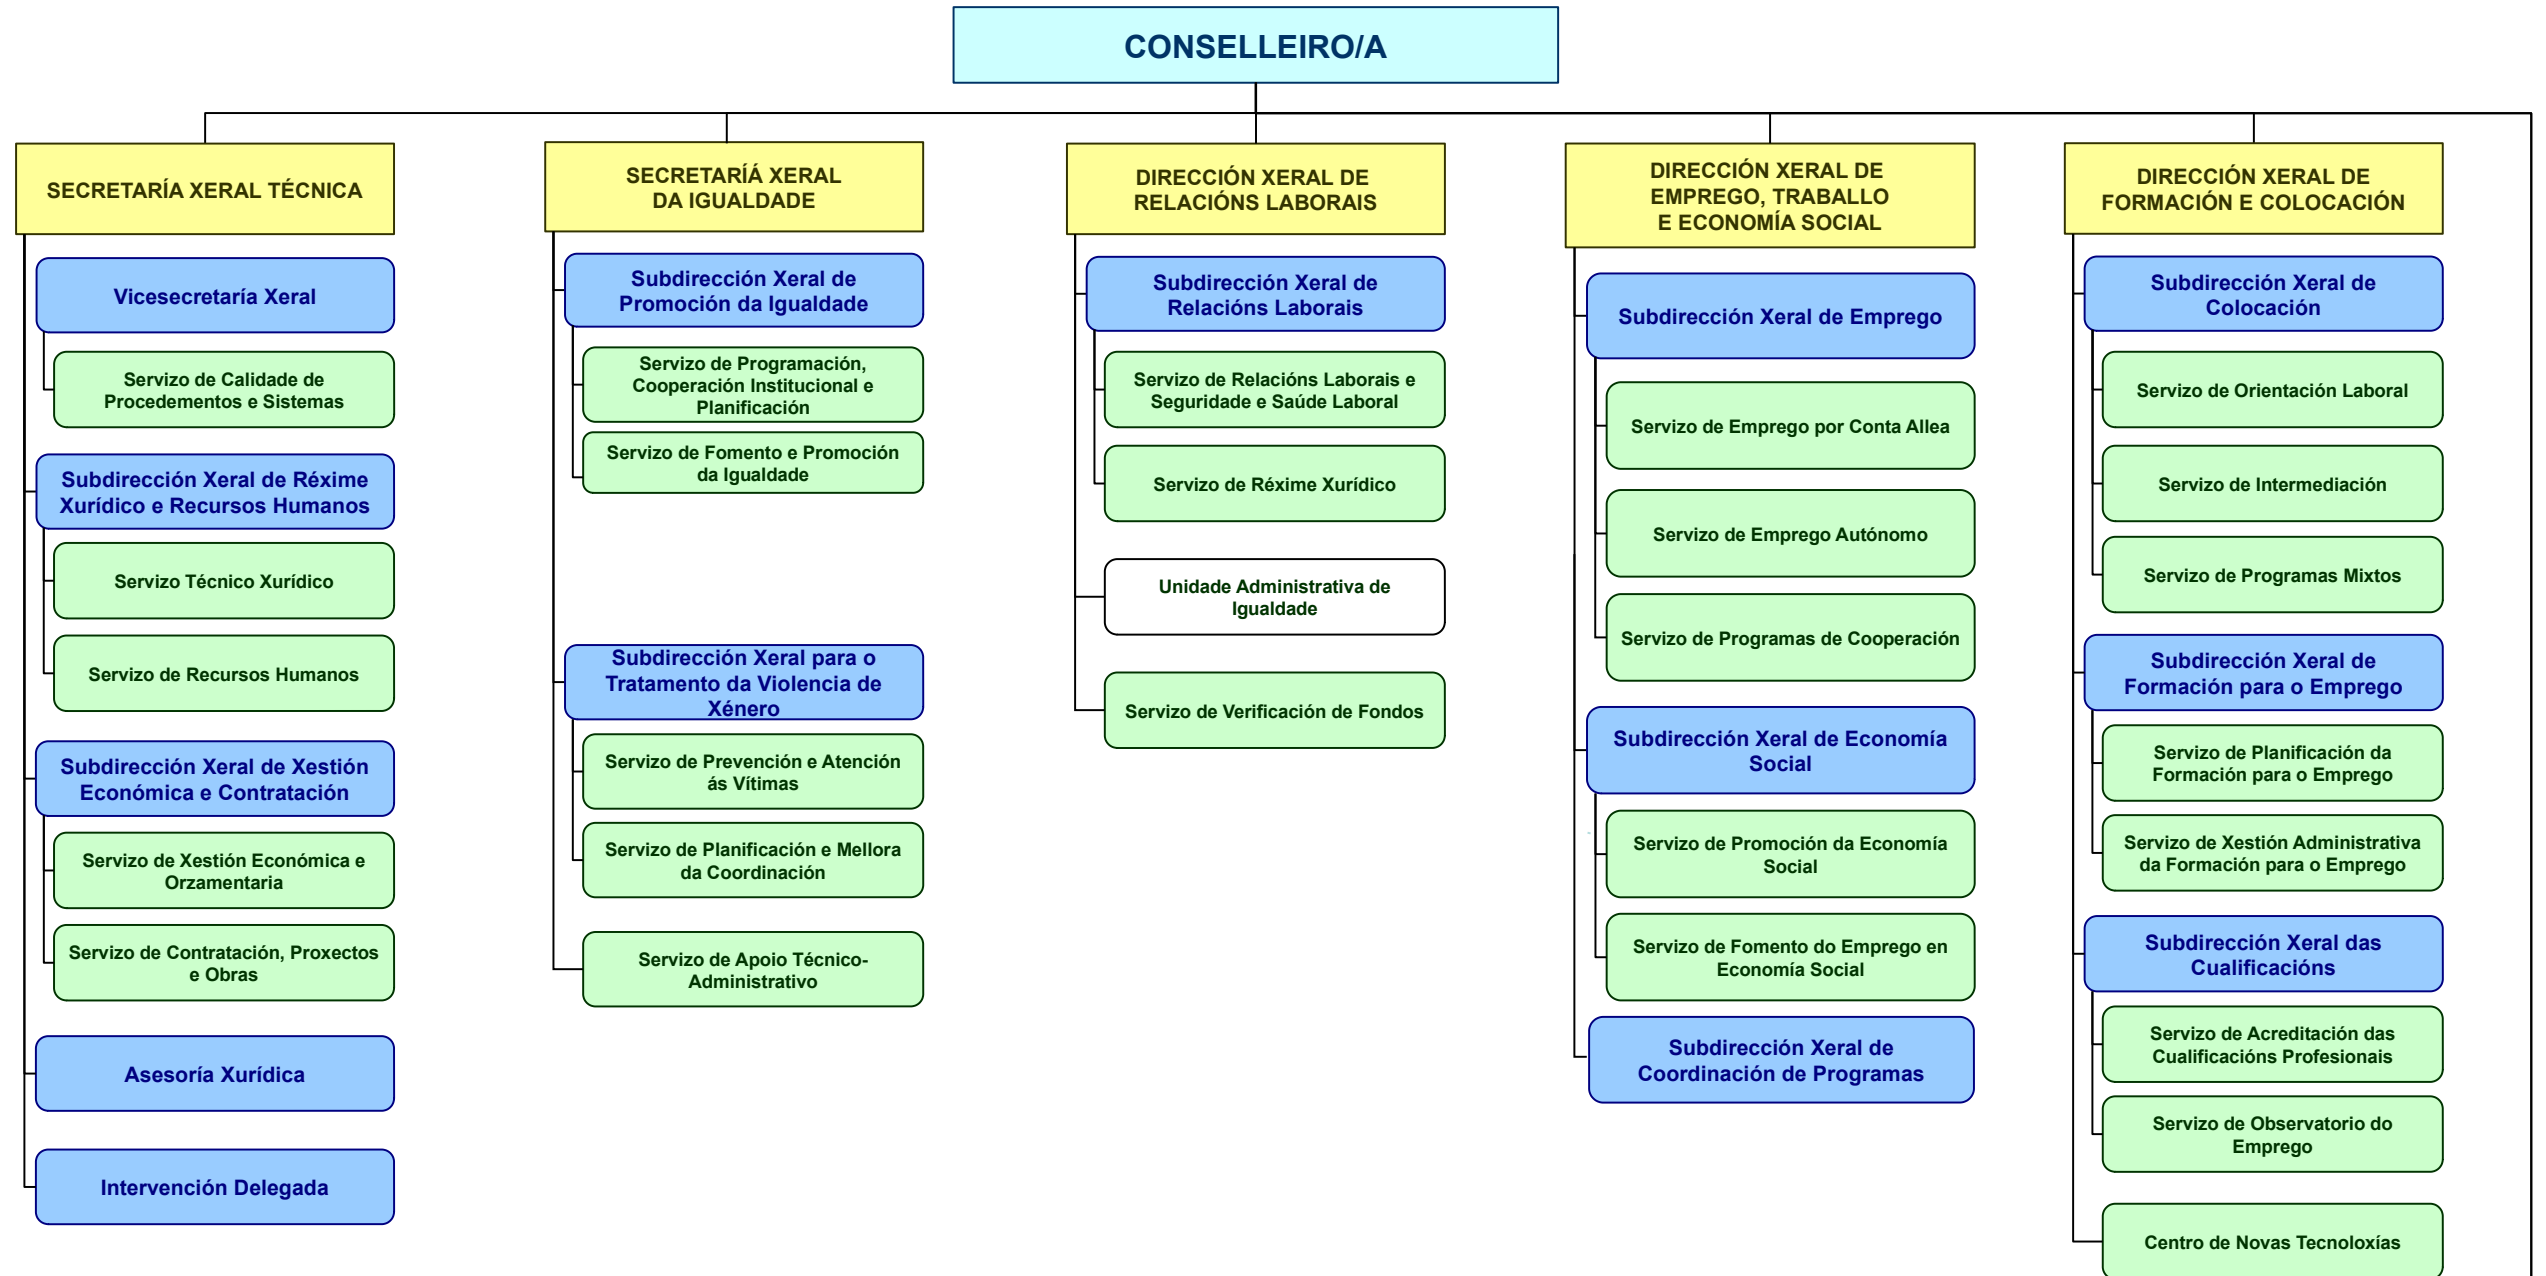 CONSELLEIRO/A
SECRETARÍA XERAL TÉCNICA
Vicesecretaría Xeral
Servizo de Calidade de
Procedementos e Sistemas
Subdirección Xeral de Réxime
Xurídico e Recursos Humanos
Servizo Técnico Xurídico
Servizo de Recursos Humanos
Subdirección Xeral de Xestión
Económica e Contratación
Servizo de Xestión Económica e
Orzamentaria
Servizo de Contratación, Proxectos
e Obras
Asesoría Xurídica
Intervención Delegada
SECRETARÍÁ XERAL
DA IGUALDADE
Subdirección Xeral de
Promoción da Igualdade
Servizo de Programación,
Cooperación Institucional e
Planificación
Servizo de Fomento e Promoción
da Igualdade
Subdirección Xeral para o
Tratamento da Violencia de
Xénero
Servizo de Prevención e Atención
ás Vítimas
Servizo de Planificación e Mellora
da Coordinación
Servizo de Apoio Técnico-
Administrativo
DIRECCIÓN XERAL DE
RELACIÓNS LABORAIS
Subdirección Xeral de
Relacións Laborais
Servizo de Relacións Laborais e
Seguridade e Saúde Laboral
Servizo de Réxime Xurídico
Unidade Administrativa de
Igualdade
Servizo de Verificación de Fondos
DIRECCIÓN XERAL DE
EMPREGO, TRABALLO
E ECONOMÍA SOCIAL
Subdirección Xeral de Emprego
Servizo de Emprego por Conta Allea
Servizo de Emprego Autónomo
Servizo de Programas de Cooperación
Subdirección Xeral de Economía
Social
Servizo de Promoción da Economía
Social
Servizo de Fomento do Emprego en
Economía Social
Subdirección Xeral de
Coordinación de Programas
DIRECCIÓN XERAL DE
FORMACIÓN E COLOCACIÓN
Subdirección Xeral de
Colocación
Servizo de Orientación Laboral
Servizo de Intermediación
Servizo de Programas Mixtos
Subdirección Xeral de
Formación para o Emprego
Servizo de Planificación da
Formación para o Emprego
Servizo de Xestión Administrativa
da Formación para o Emprego
Subdirección Xeral das
Cualificacións
Servizo de Acreditación das
Cualificacións Profesionais
Servizo de Observatorio do
Emprego
Centro de Novas Tecnoloxías